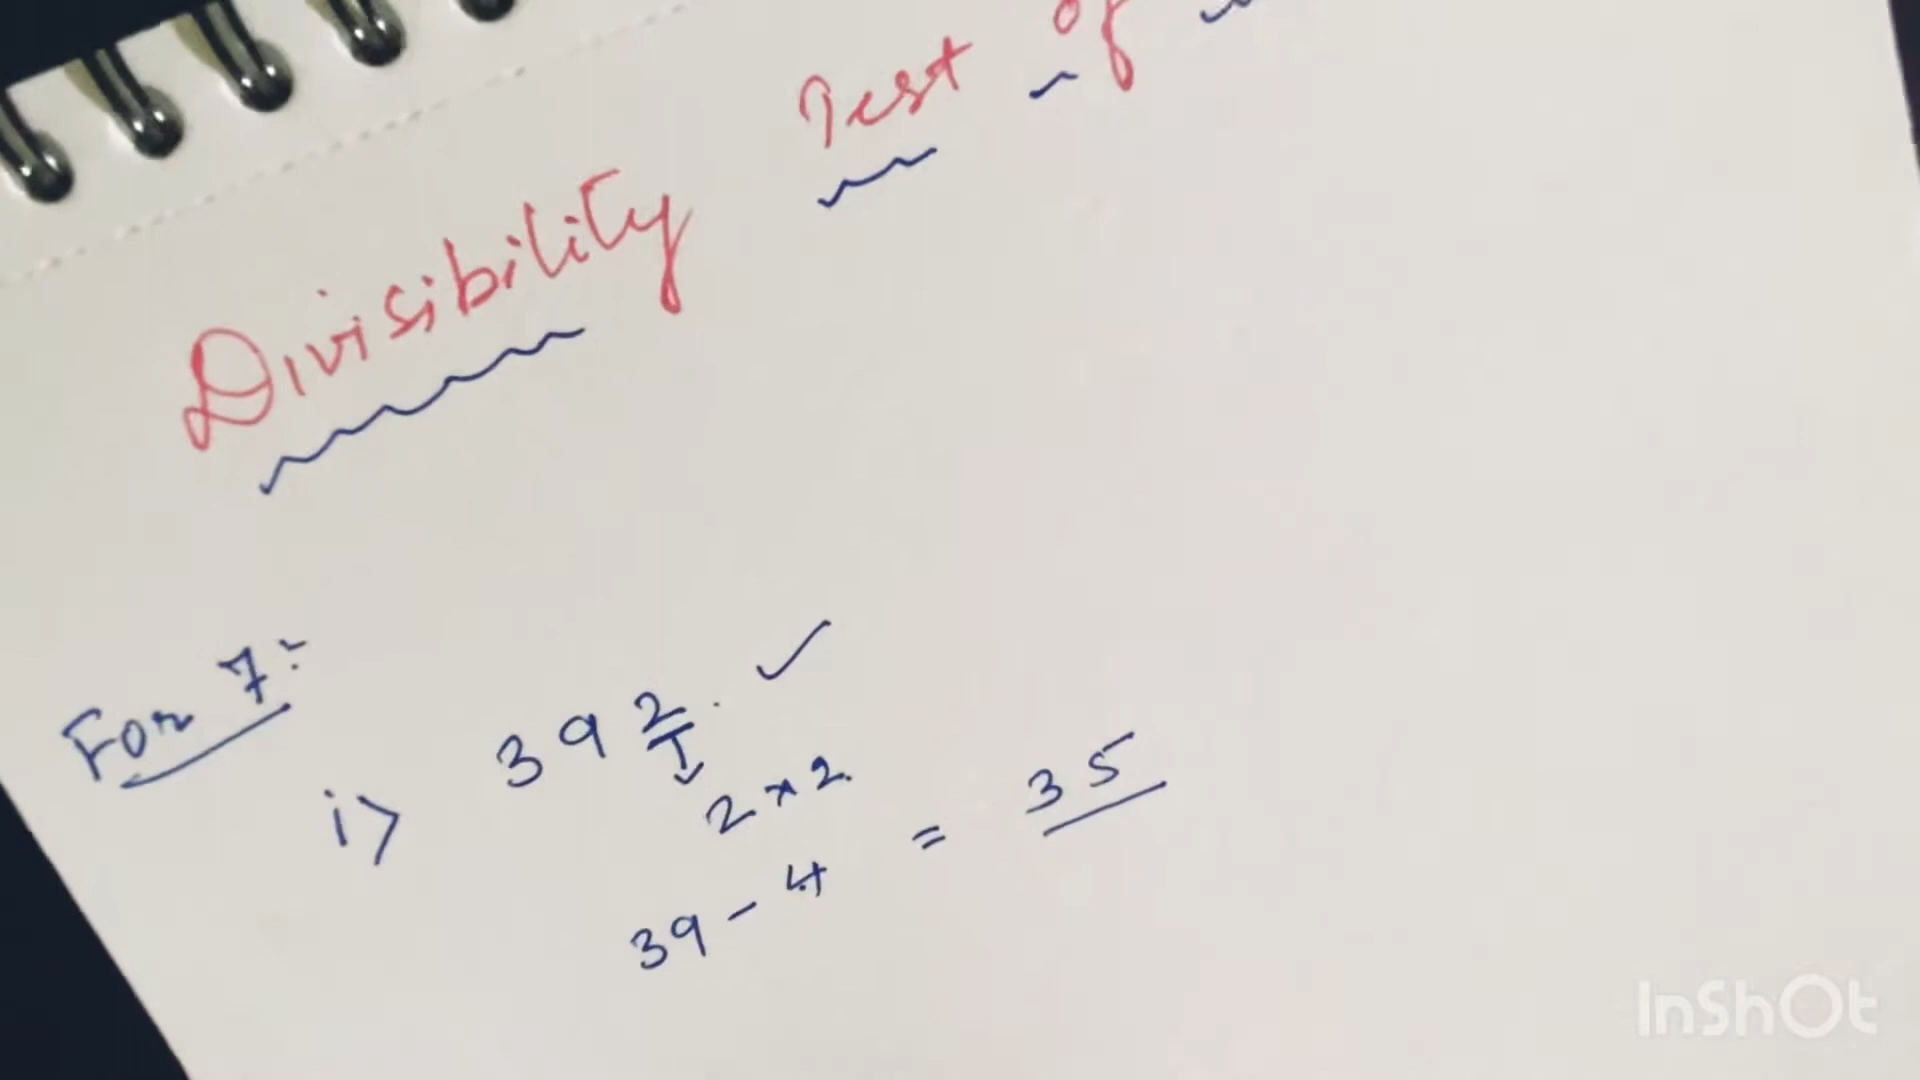 Divisibility Test of
For 7:-
i> 392. ✓
↓
2×2.
39 - 4 = 35
InShOt